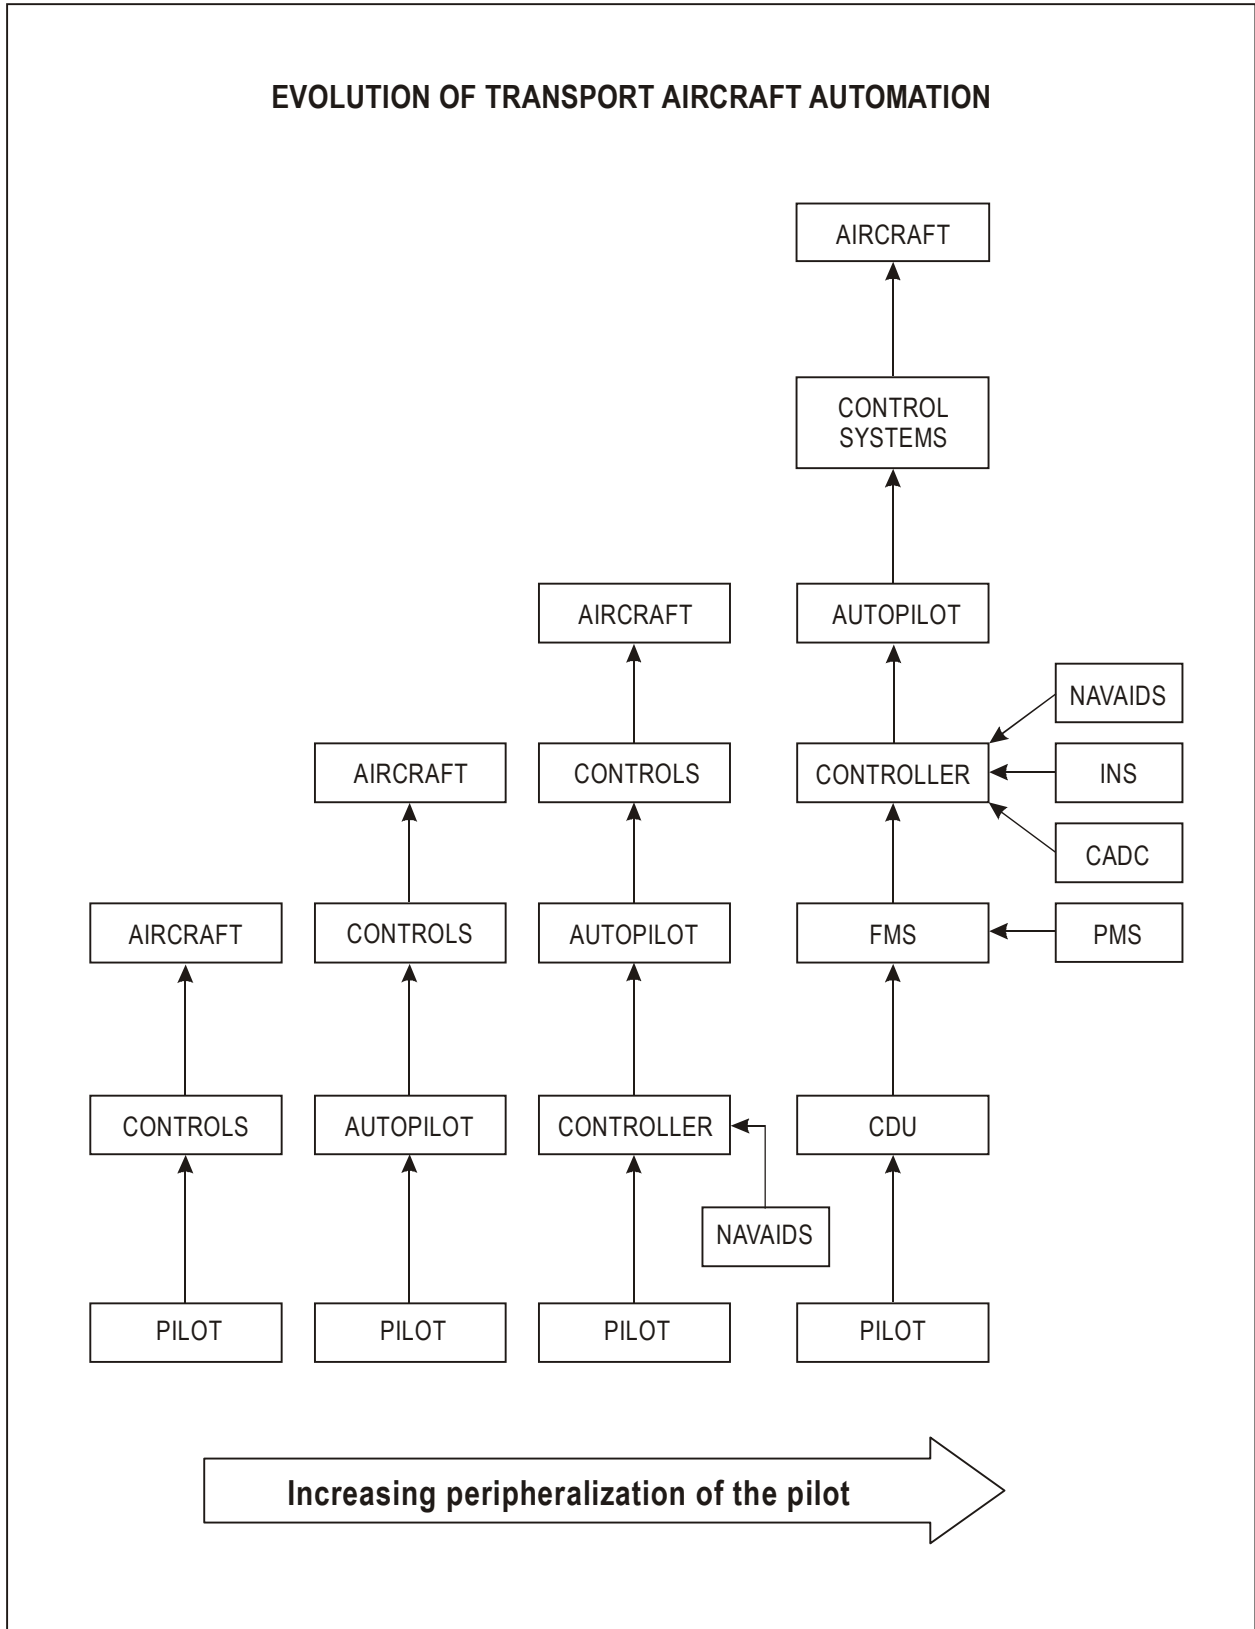 EVOLUTION OF TRANSPORT AIRCRAFT AUTOMATION
AIRCRAFT
CONTROL
SYSTEMS
AIRCRAFT
AUTOPILOT
NAVAIDS
AIRCRAFT
CONTROLS
CONTROLLER
INS
CADC
AIRCRAFT
CONTROLS
AUTOPILOT
FMS
PMS
CONTROLS
AUTOPILOT
CONTROLLER
CDU
NAVAIDS
PILOT
PILOT
PILOT
PILOT
Increasing peripheralization of the pilot